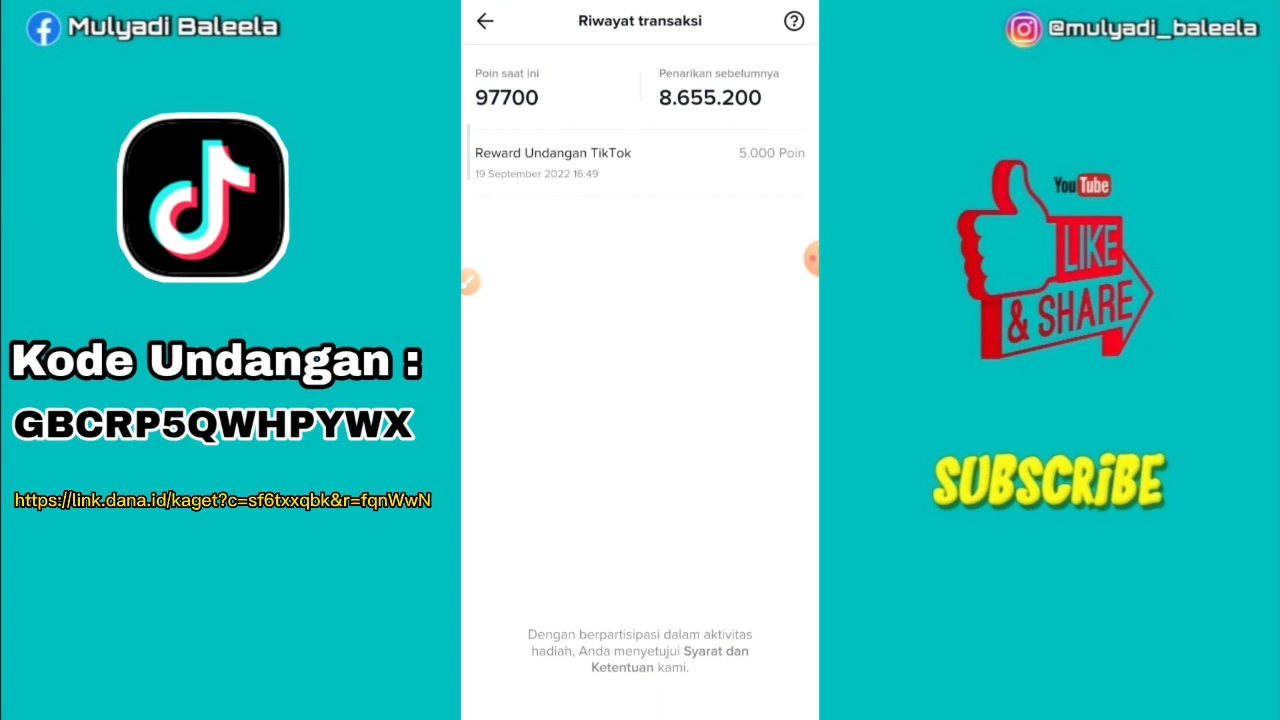 Mulyadi Baleela
Kode Undangan :
GBCRP5QWHPYWX
https://link.dana.id/kaget?c=sf6txxqbk&r=fqnWwN
Riwayat transaksi
Poin saat ini
97700
Penarikan sebelumnya
8.655.200
Reward Undangan TikTok
5.000 Poin
19 September 2022 16:49
Dengan berpartisipasi dalam aktivitas
hadiah, Anda menyetujui Syarat dan
Ketentuan kami.
@mulyadi_baleela
YouTube
LIKE
& SHARE
SUBSCRiBE